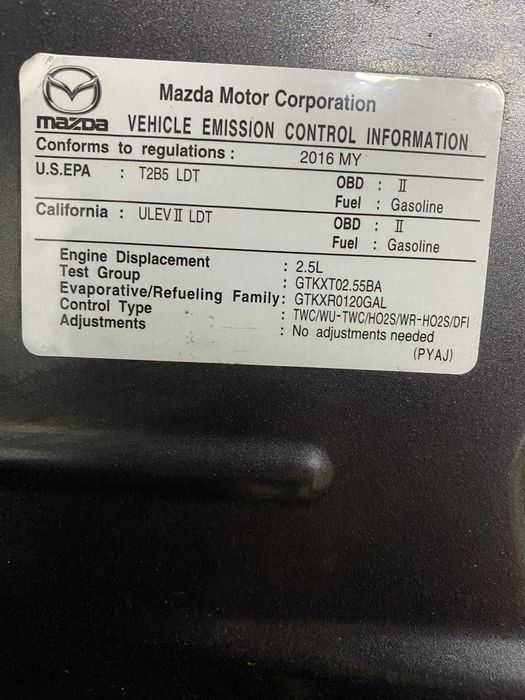 Mazda Motor Corporation
mazda VEHICLE EMISSION CONTROL INFORMATION
Conforms to regulations : 2016 MY
U.S.EPA : T2B5 LDT OBD : II
Fuel : Gasoline
California : ULEV II LDT OBD : II
Fuel : Gasoline
Engine Displacement : 2.5L
Test Group : GTKXT02.55BA
Evaporative/Refueling Family: GTKXR0120GAL
Control Type : TWC/WU-TWC/HO2S/WR-HO2S/DFI
Adjustments : No adjustments needed
(PYAJ)